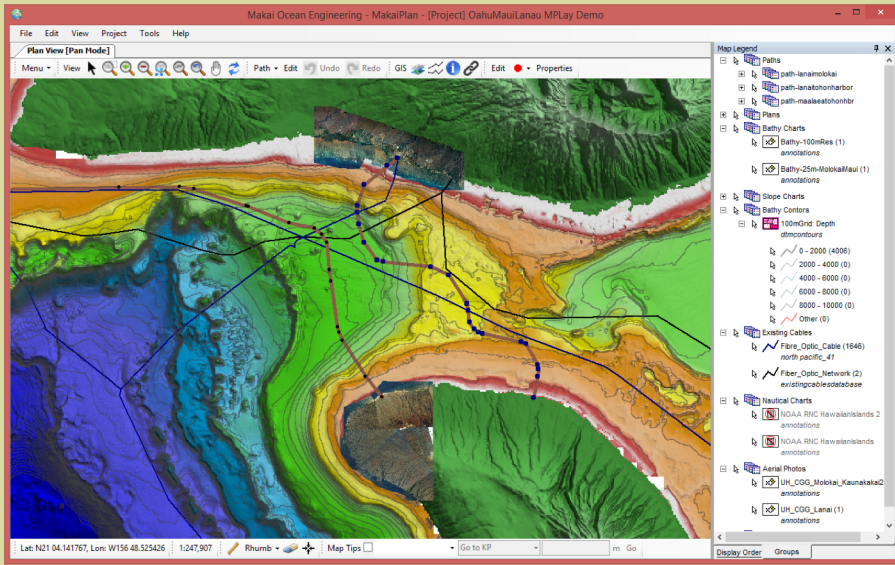 Makai Ocean Engineering - MakaiPlan - [Project] OahuMauiLanau MPLay Demo
File Edit View Project Tools Help
Plan View [Pan Mode]
Menu View Path Edit Undo Redo GIS Edit Properties
Map Legend
Paths
path-lanaimolokai
path-lanaitohonharbor
path-maalaeatohonhbr
Plans
Bathy Charts
Bathy-100mRes (1)
annotations
Bathy-25m-MolokaiMaui (1)
annotations
Slope Charts
Bathy Contors
100mGrid: Depth
dtmcontours
0 - 2000 (4006)
2000 - 4000 (0)
4000 - 6000 (0)
6000 - 8000 (0)
8000 - 10000 (0)
Other (0)
Existing Cables
Fibre_Optic_Cable (1646)
north pacific_41
Fiber_Optic_Network (2)
existingcablesdatabase
Nautical Charts
NOAA RNC HawaiianIslands 2
annotations
NOAA RNC HawaiianIslands
annotations
Aerial Photos
UH_CGG_Molokai_Kaunakakai2
annotations
UH_CGG_Lanai (1)
annotations
Display Order Groups
Lat: N21 04.141767, Lon: W156 48.525426 1:247,907 Rhumb Map Tips Go to KP m Go